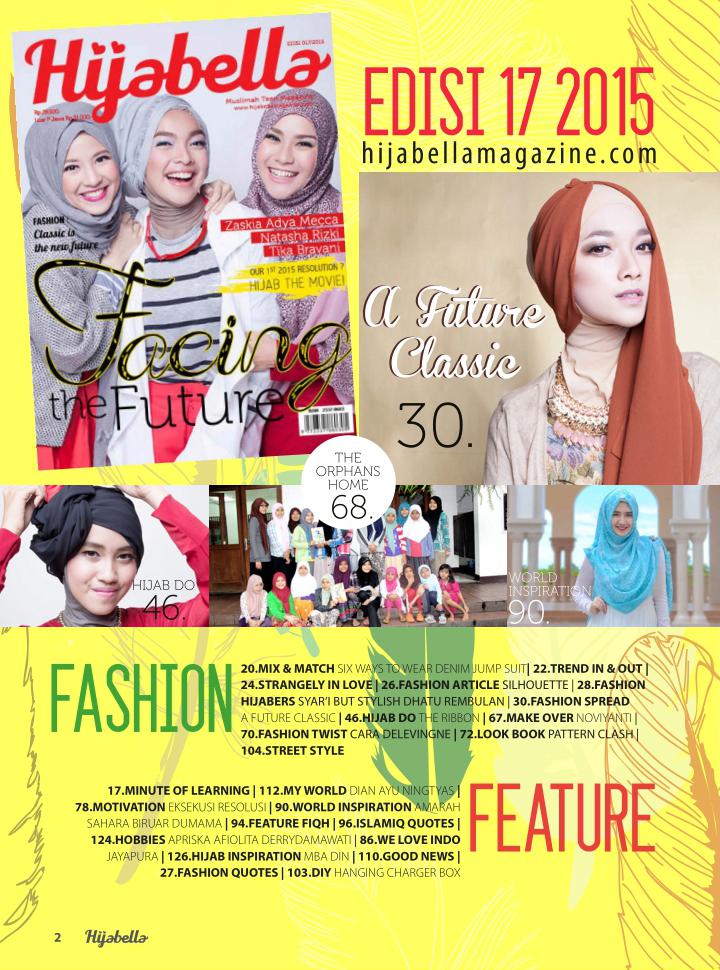 Hijabella
EDISI 17/2015
Muslimah Teen Magazine
www.hijabellamagazine.com
FASHION :
Classic is
the new future
Zaskia Adya Mecca
Natasha Rizki
Tika Bravani
OUR 1ST 2015 RESOLUTION ?
HIJAB THE MOVIE!
Facing
the Future
EDISI 17 2015
hijabellamagazine.com
A Future
Classic
30.
THE
ORPHANS
HOME
68.
HIJAB DO
46.
WORLD
INSPIRATION
90.
FASHION
20.MIX & MATCH SIX WAYS TO WEAR DENIM JUMP SUIT| 22.TREND IN & OUT |
24.STRANGELY IN LOVE | 26.FASHION ARTICLE SILHOUETTE | 28.FASHION
HIJABERS SYAR'I BUT STYLISH DHATU REMBULAN | 30.FASHION SPREAD
A FUTURE CLASSIC | 46.HIJAB DO THE RIBBON | 67.MAKE OVER NOVIYANTI |
70.FASHION TWIST CARA DELEVINGNE | 72.LOOK BOOK PATTERN CLASH |
104.STREET STYLE
17.MINUTE OF LEARNING | 112.MY WORLD DIAN AYU NINGTYAS |
78.MOTIVATION EKSEKUSI RESOLUSI | 90.WORLD INSPIRATION AMARAH
SAHARA BIRUAR DUMAMA | 94.FEATURE FIQH | 96.ISLAMIQ QUOTES |
124.HOBBIES APRISKA AFIOLITA DERRYDAMAWATI | 86.WE LOVE INDO
JAYAPURA | 126.HIJAB INSPIRATION MBA DIN | 110.GOOD NEWS |
27.FASHION QUOTES | 103.DIY HANGING CHARGER BOX
FEATURE
2 Hijabella